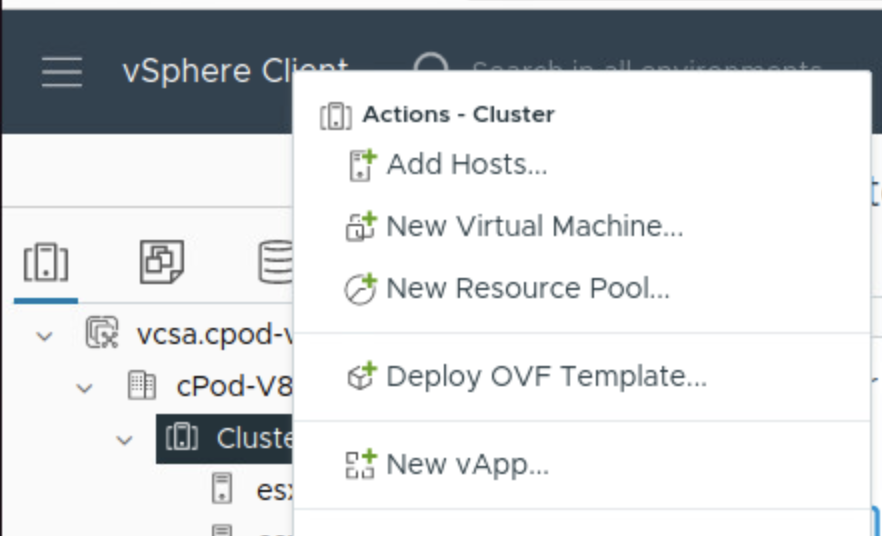 vSphere Client
Search in all environments
Actions - Cluster
Add Hosts...
New Virtual Machine...
New Resource Pool...
vcsa.cpod-v
Deploy OVF Template...
cPod-V8
Cluste
New vApp...
es